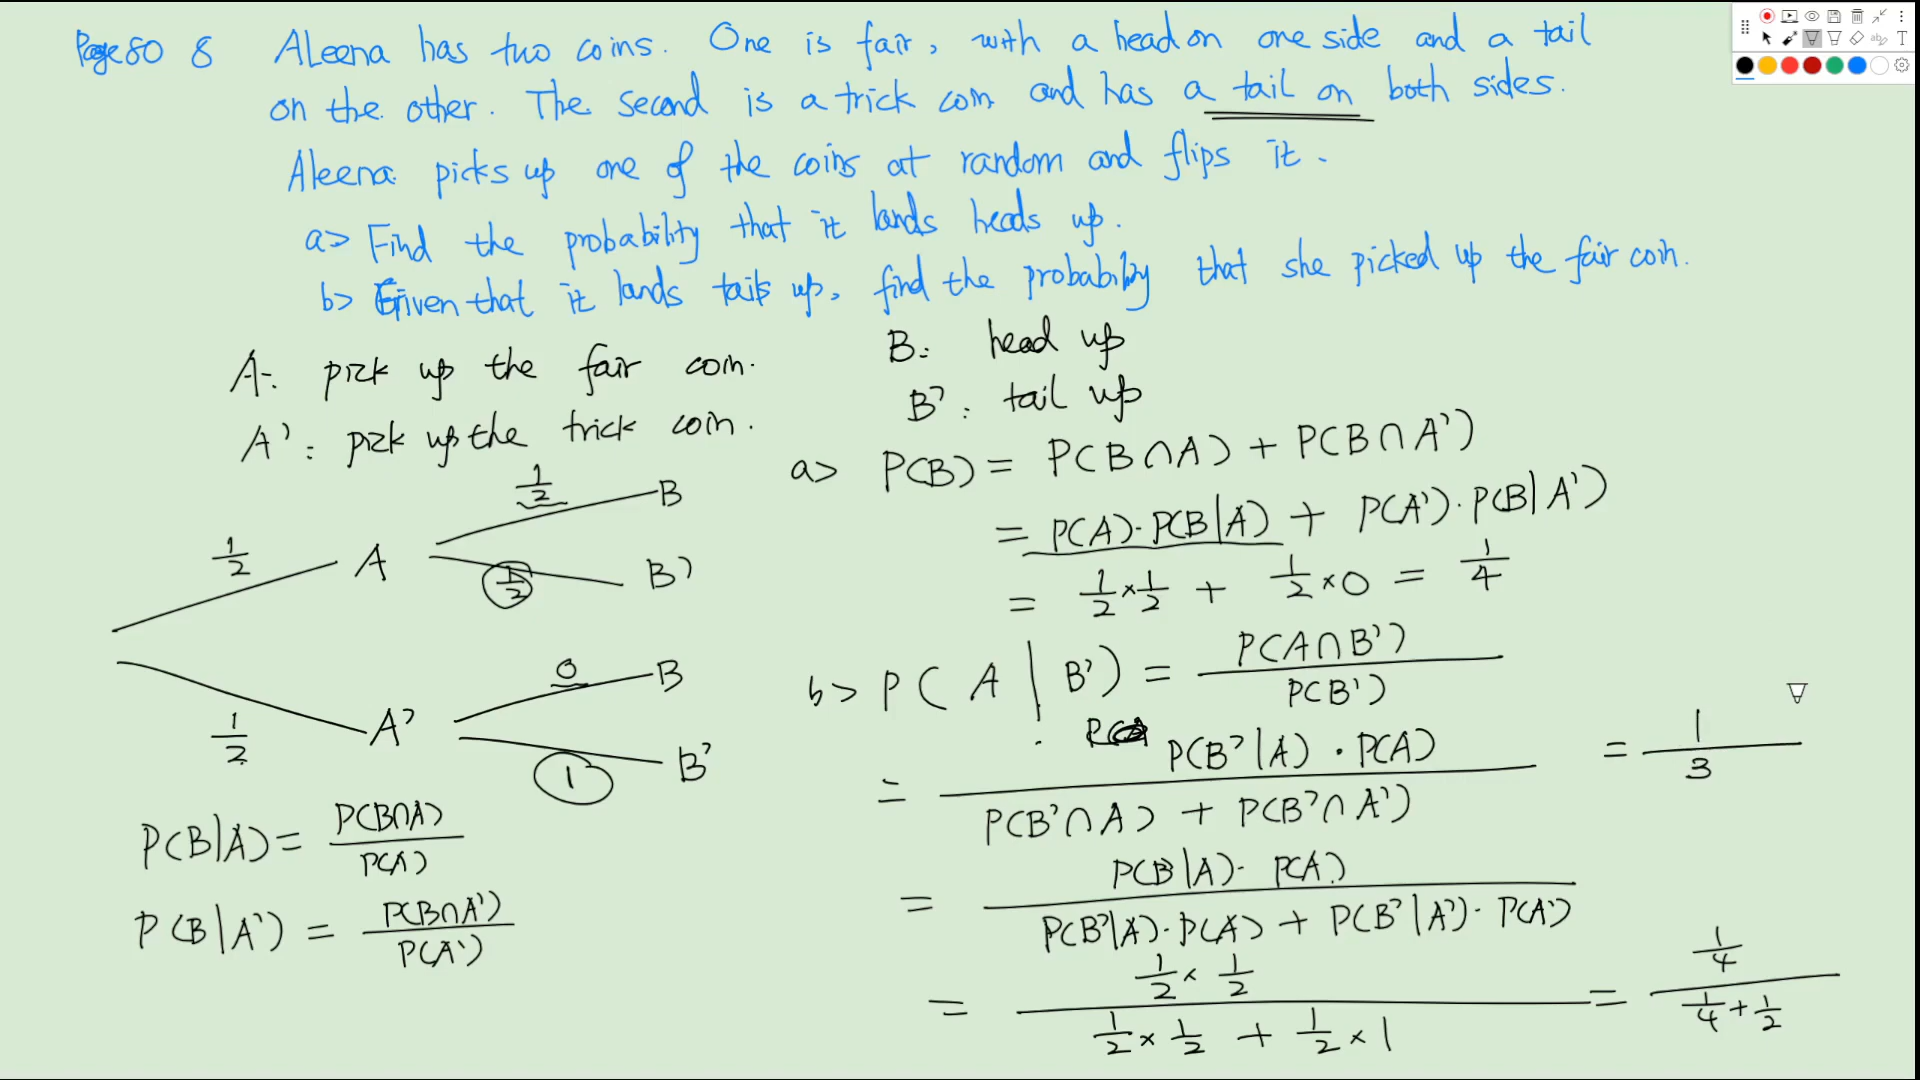 Page 80 8 ALeena has two coins. One is fair, with a head on one side and a tail
on the other. The second is a trick coin and has a tail on both sides.
Aleena picks up one of the coins at random and flips it.
a> Find the probability that it lands heads up.
b> Given that it lands tails up, find the probability that she picked up the fair coin.
A: pick up the fair coin.
A': pick up the trick coin.
B: head up
B': tail up
1/2 A 1/2 B
1/2 B'
1/2 A' 0 B
1 B'
P(B|A) = P(B∩A) / P(A)
P(B|A') = P(B∩A') / P(A')
a> P(B) = P(B∩A) + P(B∩A')
= P(A)·P(B|A) + P(A')·P(B|A')
= 1/2 × 1/2 + 1/2 × 0 = 1/4
b> P(A | B') = P(A∩B') / P(B')
= P(B'|A) · P(A) / P(B'∩A) + P(B'∩A')
= P(B'|A) · P(A) / P(B'|A)·P(A) + P(B'|A')·P(A')
= 1/2 × 1/2 / 1/2 × 1/2 + 1/2 × 1 = 1/4 / 1/4 + 1/2
= 1/3